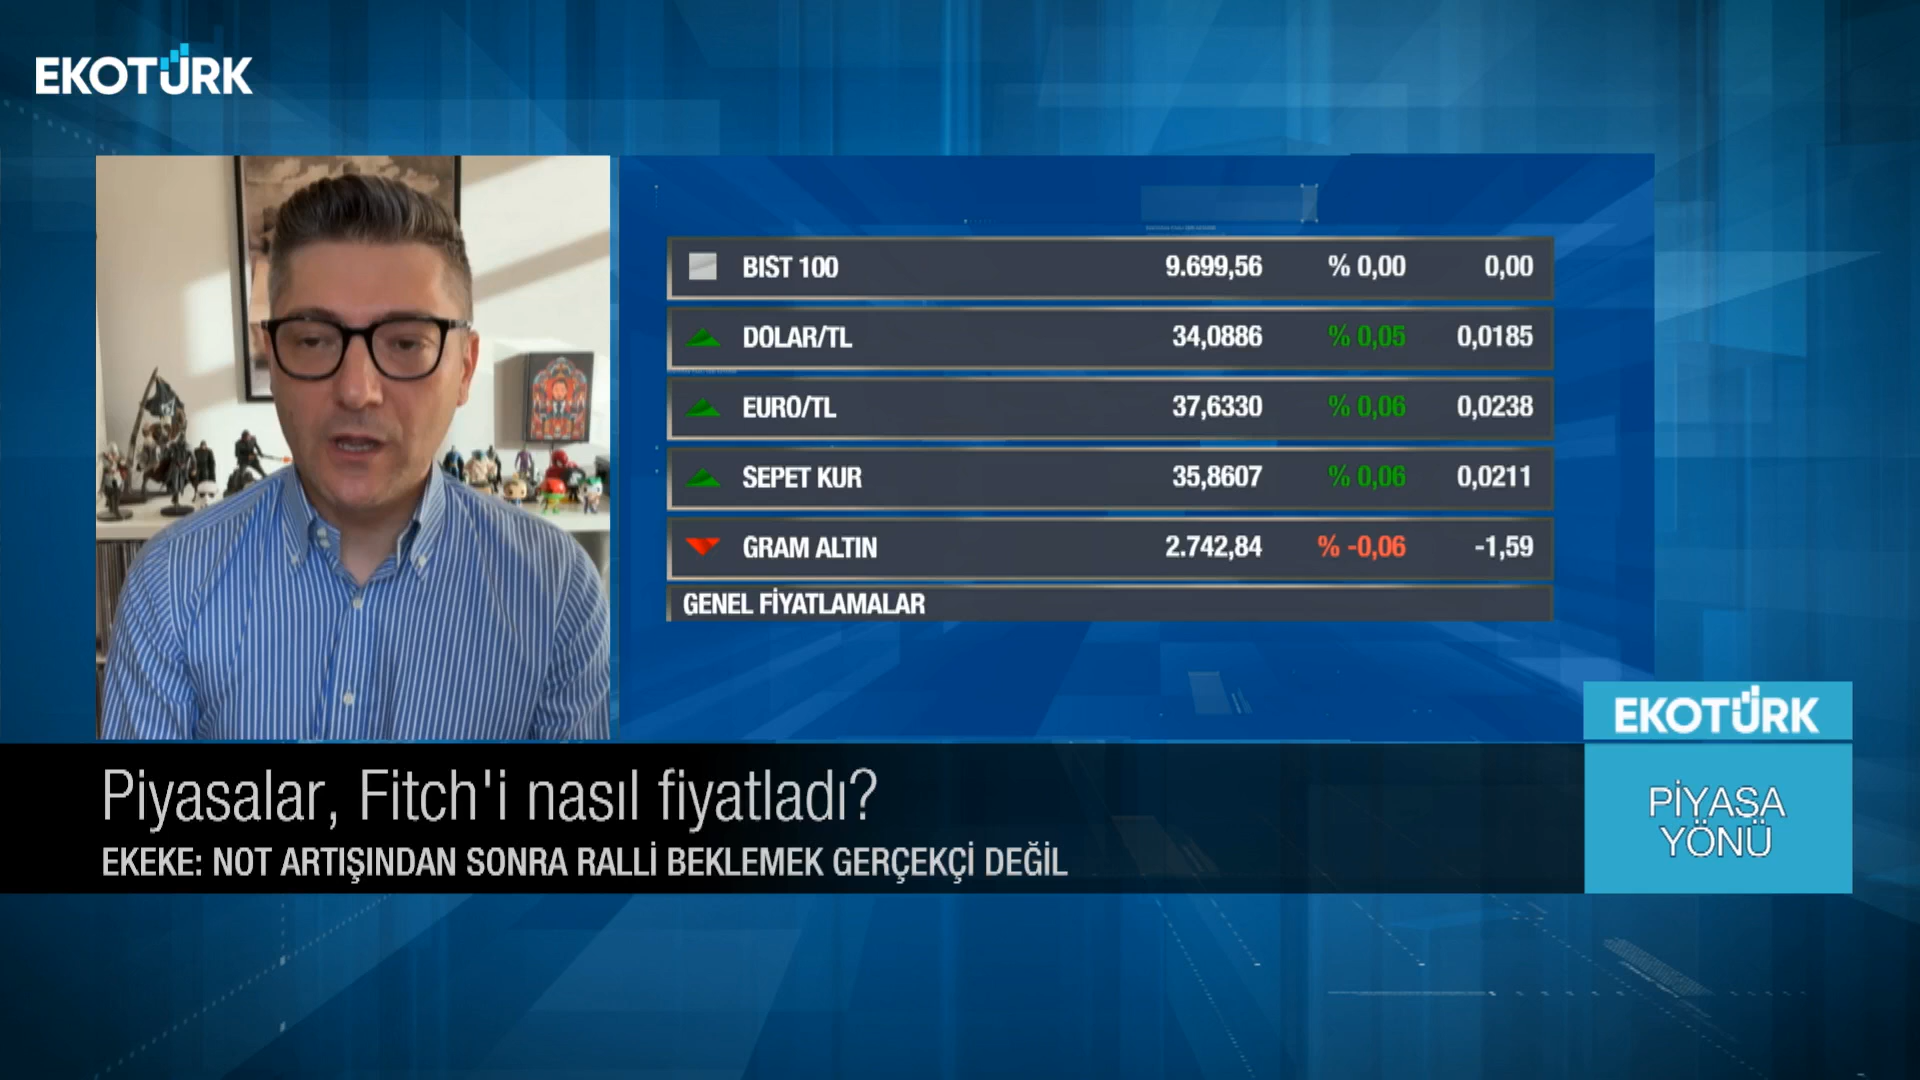 EKOTÜRK
BIST 100 9.699,56 % 0,00 0,00
DOLAR/TL 34,0886 % 0,05 0,0185
EURO/TL 37,6330 % 0,06 0,0238
SEPET KUR 35,8607 % 0,06 0,0211
GRAM ALTIN 2.742,84 % -0,06 -1,59
GENEL FİYATLAMALAR
EKOTÜRK
Piyasalar, Fitch'i nasıl fiyatladı?
EKEKE: NOT ARTIŞINDAN SONRA RALLİ BEKLEMEK GERÇEKÇİ DEĞİL
PİYASA
YÖNÜ